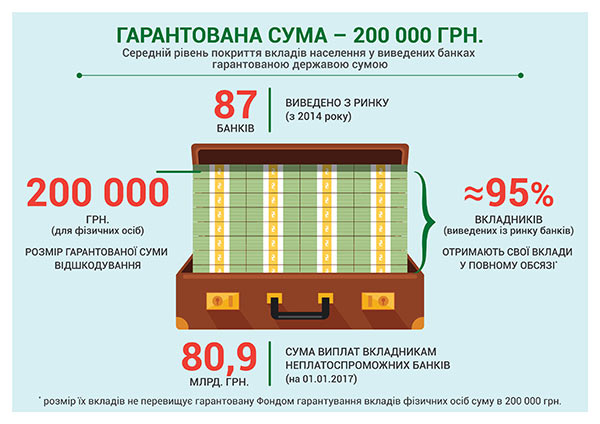 ГАРАНТОВАНА СУМА – 200 000 ГРН.
Середній рівень покриття вкладів населення у виведених банках
гарантованою державою сумою
87
БАНКІВ
ВИВЕДЕНО З РИНКУ
(з 2014 року)
200 000
ГРН.
(для фізичних осіб)
РОЗМІР ГАРАНТОВАНОЇ СУМИ
ВІДШКОДУВАННЯ
≈95%
ВКЛАДНИКІВ
(виведених із ринку банків)
ОТРИМАЮТЬ СВОЇ ВКЛАДИ
У ПОВНОМУ ОБСЯЗІ*
80,9
МЛРД. ГРН.
СУМА ВИПЛАТ ВКЛАДНИКАМ
НЕПЛАТОСПРОМОЖНИХ БАНКІВ
(на 01.01.2017)
* розмір їх вкладів не перевищує гарантовану Фондом гарантування вкладів фізичних осіб суму в 200 000 грн.